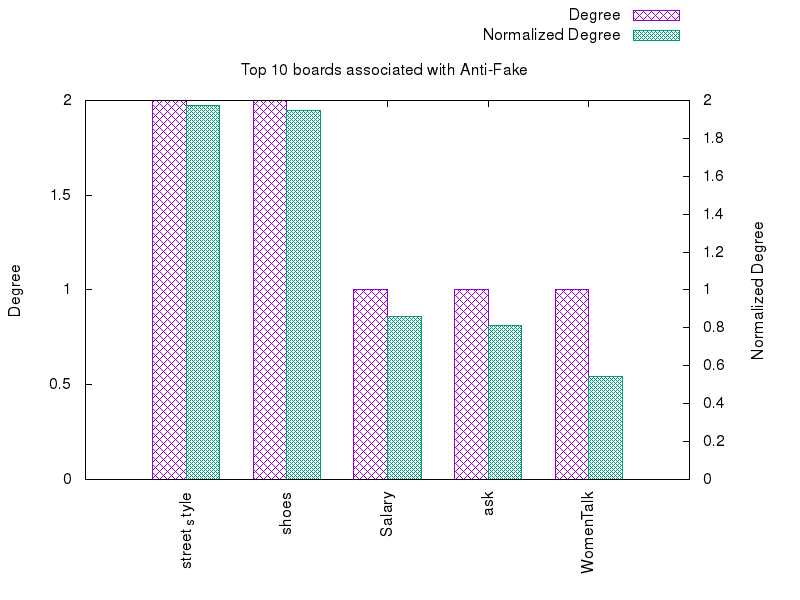 Degree
Normalized Degree
Top 10 boards associated with Anti-Fake
2
1.5
1
0.5
0
Degree
2
1.8
1.6
1.4
1.2
1
0.8
0.6
0.4
0.2
0
Normalized Degree
street style
shoes
Salary
ask
WomenTalk